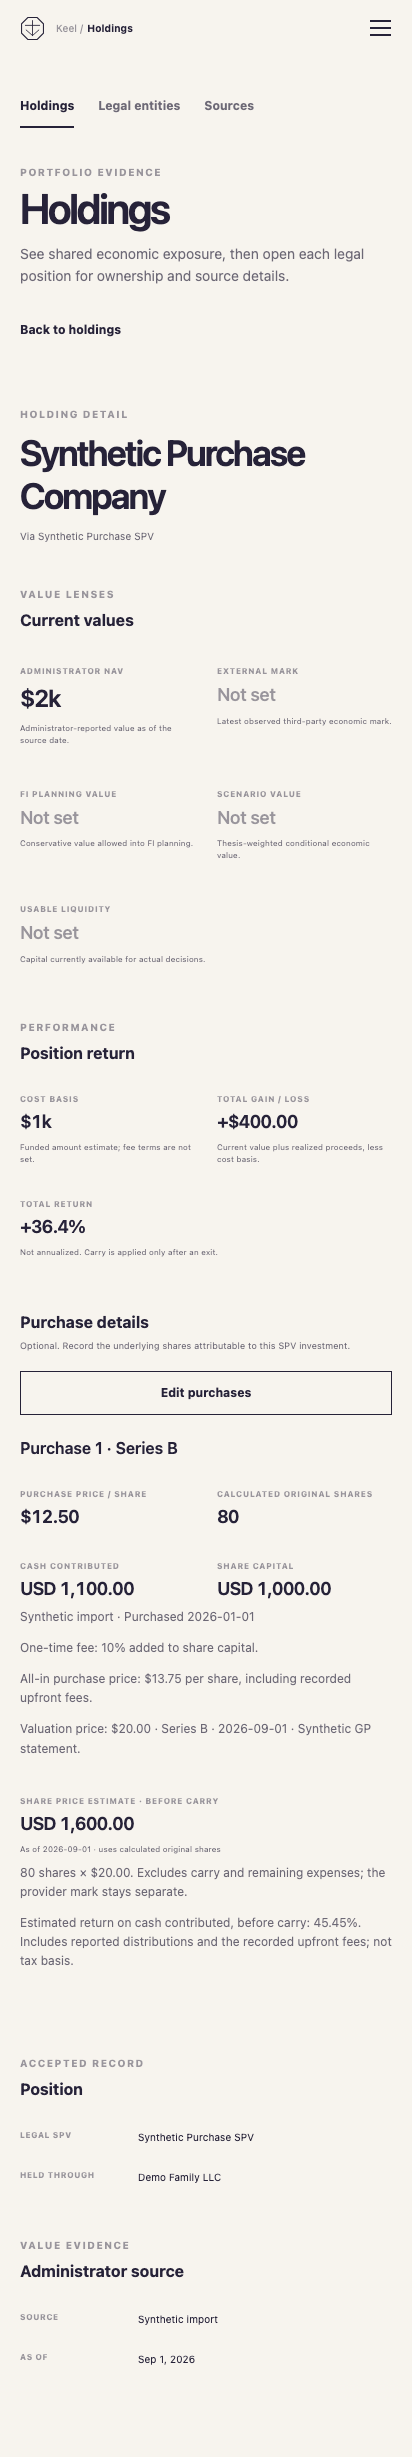 Keel / Holdings
Holdings Legal entities Sources
PORTFOLIO EVIDENCE
Holdings
See shared economic exposure, then open each legal
position for ownership and source details.
Back to holdings
HOLDING DETAIL
Synthetic Purchase
Company
Via Synthetic Purchase SPV
VALUE LENSES
Current values
ADMINISTRATOR NAV
$2k
Administrator-reported value as of the
source date.
EXTERNAL MARK
Not set
Latest observed third-party economic mark.
FI PLANNING VALUE
Not set
Conservative value allowed into FI planning.
SCENARIO VALUE
Not set
Thesis-weighted conditional economic
value.
USABLE LIQUIDITY
Not set
Capital currently available for actual decisions.
PERFORMANCE
Position return
COST BASIS
$1k
Funded amount estimate; fee terms are not
set.
TOTAL GAIN / LOSS
+$400.00
Current value plus realized proceeds, less
cost basis.
TOTAL RETURN
+36.4%
Not annualized. Carry is applied only after an exit.
Purchase details
Optional. Record the underlying shares attributable to this SPV investment.
Edit purchases
Purchase 1 · Series B
PURCHASE PRICE / SHARE
$12.50
CALCULATED ORIGINAL SHARES
80
CASH CONTRIBUTED
USD 1,100.00
SHARE CAPITAL
USD 1,000.00
Synthetic import · Purchased 2026-01-01
One-time fee: 10% added to share capital.
All-in purchase price: $13.75 per share, including recorded
upfront fees.
Valuation price: $20.00 · Series B · 2026-09-01 · Synthetic GP
statement.
SHARE PRICE ESTIMATE · BEFORE CARRY
USD 1,600.00
As of 2026-09-01 · uses calculated original shares
80 shares × $20.00. Excludes carry and remaining expenses; the
provider mark stays separate.
Estimated return on cash contributed, before carry: 45.45%.
Includes reported distributions and the recorded upfront fees; not
tax basis.
ACCEPTED RECORD
Position
LEGAL SPV Synthetic Purchase SPV
HELD THROUGH Demo Family LLC
VALUE EVIDENCE
Administrator source
SOURCE Synthetic import
AS OF Sep 1, 2026